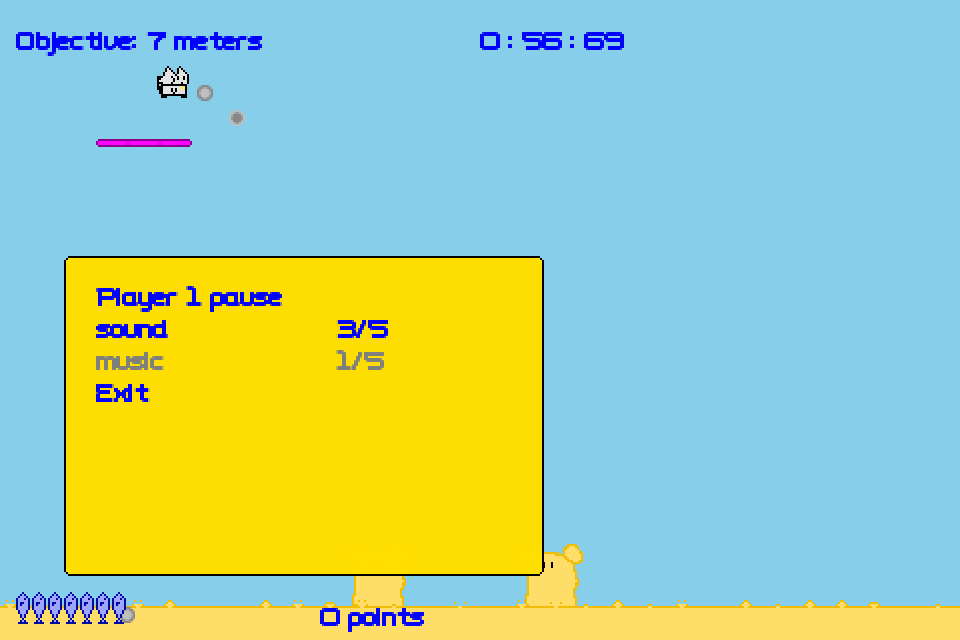 Objective: 7 meters
0:56:69
Player 1 pause
sound 3/5
music 1/5
Exit
0 points